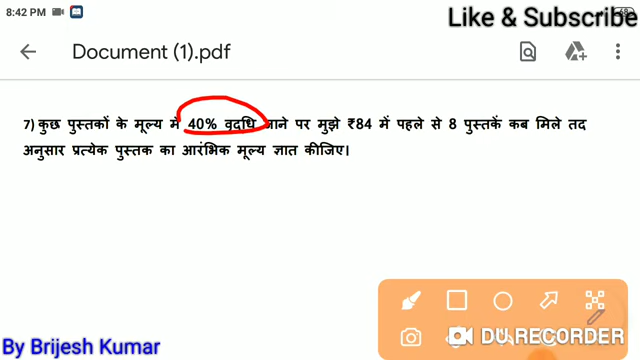 8:42 PM
Like & Subscribe
Document (1).pdf
7) कुछ पुस्तकों के मूल्य में 40% वृद्धि जाने पर मुझे ₹84 में पहले से 8 पुस्तकें कब मिले तद
अनुसार प्रत्येक पुस्तक का आरंभिक मूल्य ज्ञात कीजिए।
DU RECORDER
By Brijesh Kumar